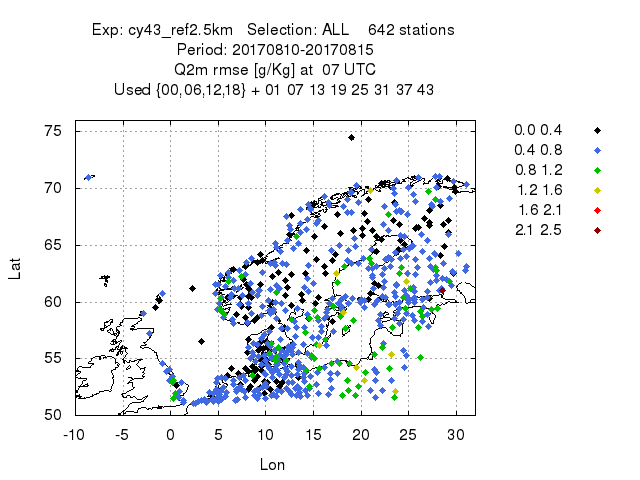 Exp: cy43_ref2.5km   Selection: ALL    642 stations
Period: 20170810-20170815
Q2m rmse [g/Kg] at  07 UTC
Used {00,06,12,18} + 01 07 13 19 25 31 37 43
0.0 0.4
0.4 0.8
0.8 1.2
1.2 1.6
1.6 2.1
2.1 2.5
75
70
65
60
55
50
Lat
-10 -5 0 5 10 15 20 25 30
Lon